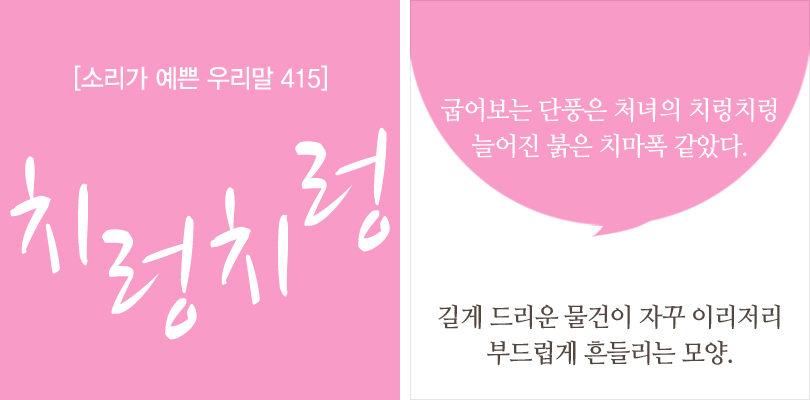 [소리가 예쁜 우리말 415]
치렁치렁
굽어보는 단풍은 처녀의 치렁치렁
늘어진 붉은 치마폭 같았다.
길게 드리운 물건이 자꾸 이리저리
부드럽게 흔들리는 모양.